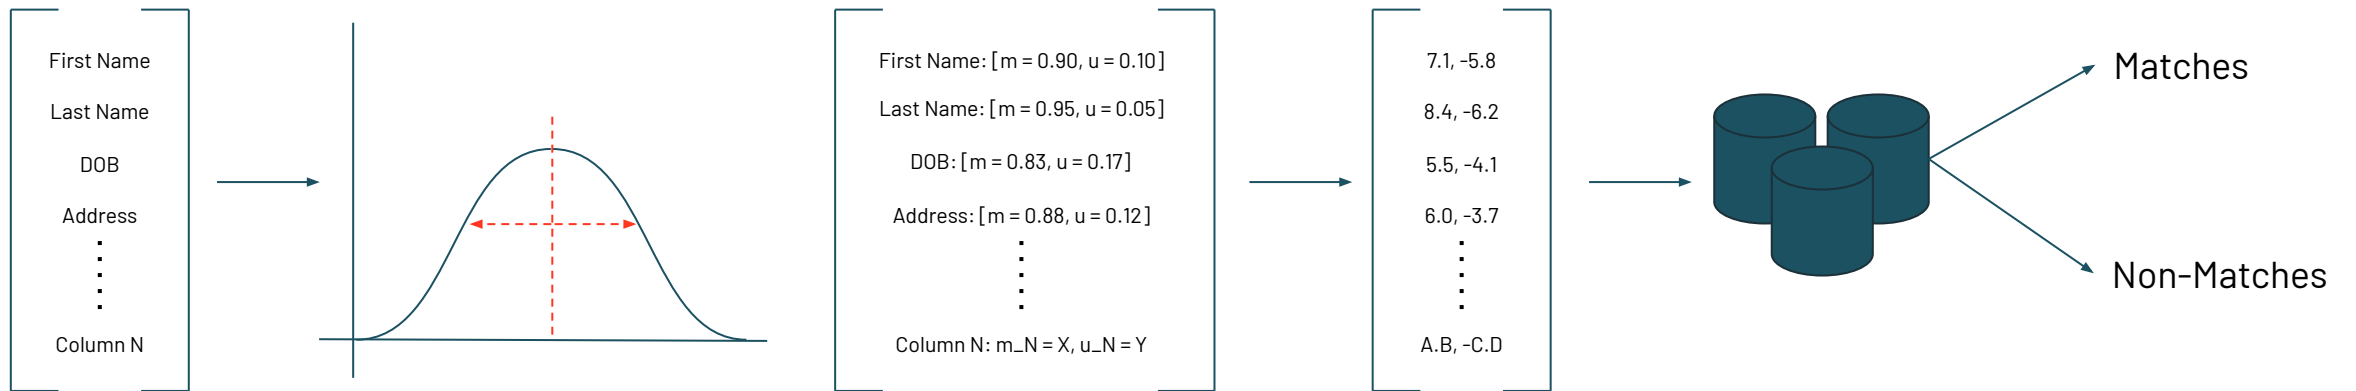 First Name
Last Name
DOB
Address
Column N
First Name: [m = 0.90, u = 0.10]
Last Name: [m = 0.95, u = 0.05]
DOB: [m = 0.83, u = 0.17]
Address: [m = 0.88, u = 0.12]
Column N: m_N = X, u_N = Y
7.1, -5.8
8.4, -6.2
5.5, -4.1
6.0, -3.7
A.B, -C.D
Matches
Non-Matches